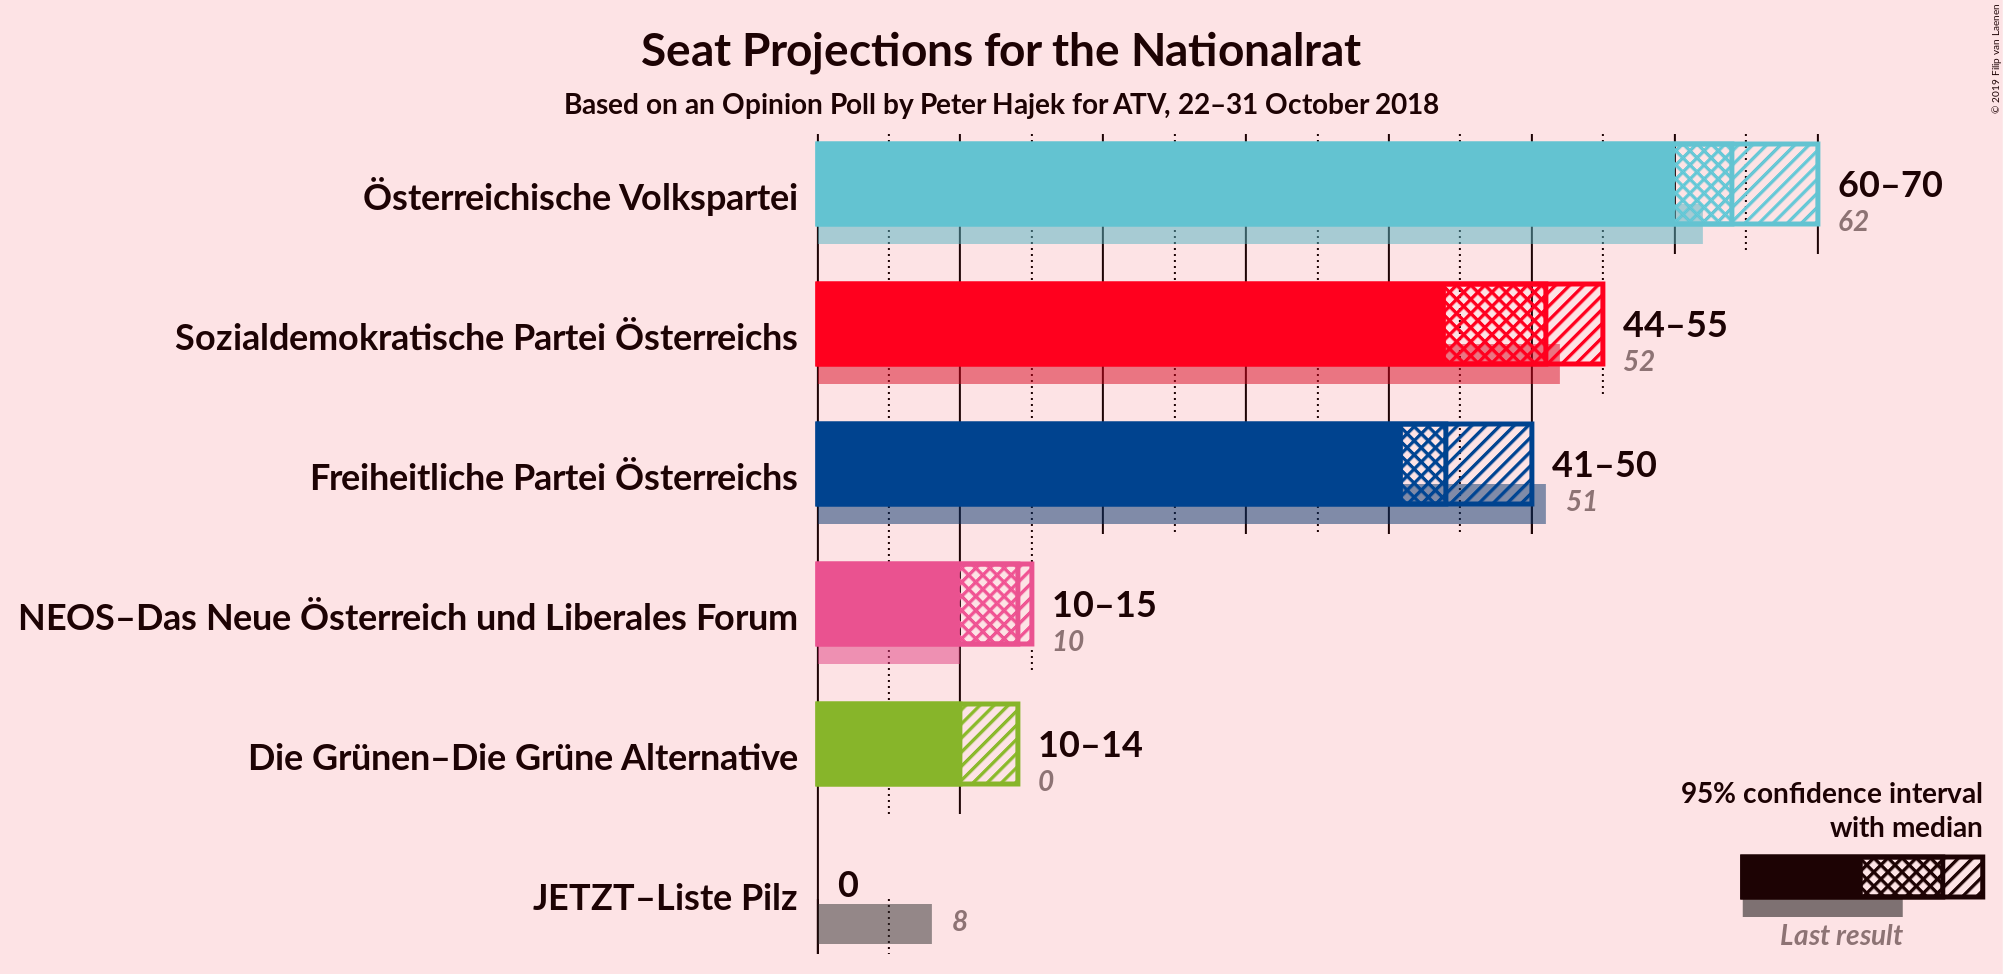 Seat Projections for the Nationalrat
Based on an Opinion Poll by Peter Hajek for ATV, 22–31 October 2018
© 2019 Filip van Laenen
Österreichische Volkspartei
60–70
62
Sozialdemokratische Partei Österreichs
44–55
52
Freiheitliche Partei Österreichs
41–50
51
NEOS–Das Neue Österreich und Liberales Forum
10–15
10
Die Grünen–Die Grüne Alternative
10–14
0
JETZT–Liste Pilz
0
8
95% confidence interval
with median
Last result